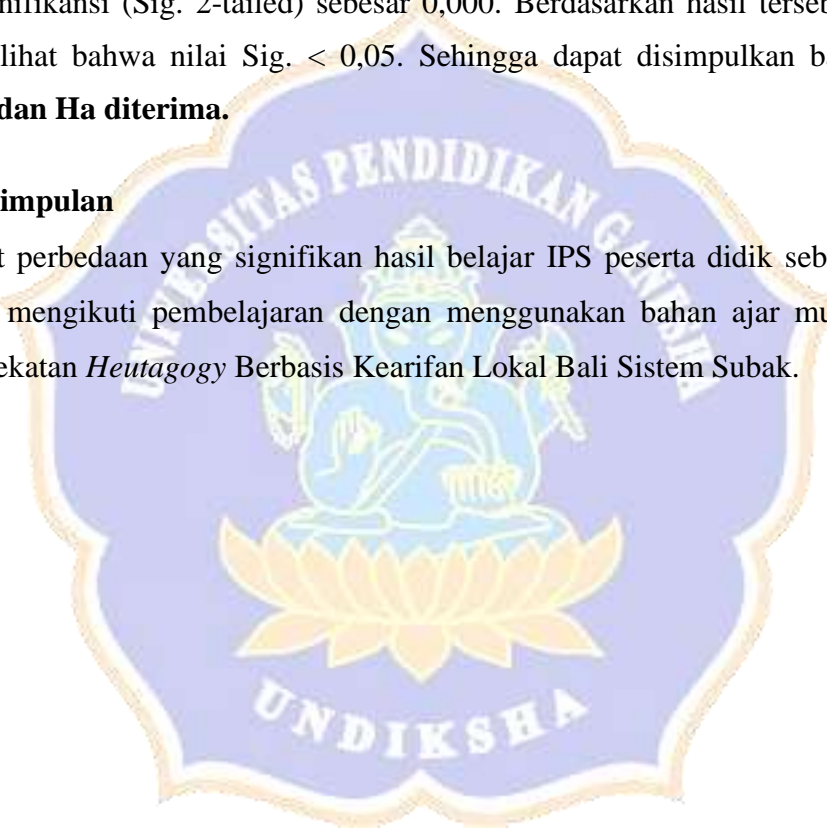 nifikansi (Sig. 2-tailed) sebesar 0,000. Berdasarkan hasil terseb
lihat bahwa nilai Sig. < 0,05. Sehingga dapat disimpulkan ba
dan Ha diterima.
impulan
t perbedaan yang signifikan hasil belajar IPS peserta didik seb
mengikuti pembelajaran dengan menggunakan bahan ajar mu
ekatan Heutagogy Berbasis Kearifan Lokal Bali Sistem Subak.
UNIVERSITAS PENDIDIKAN GANESHA
UNDIKSHA